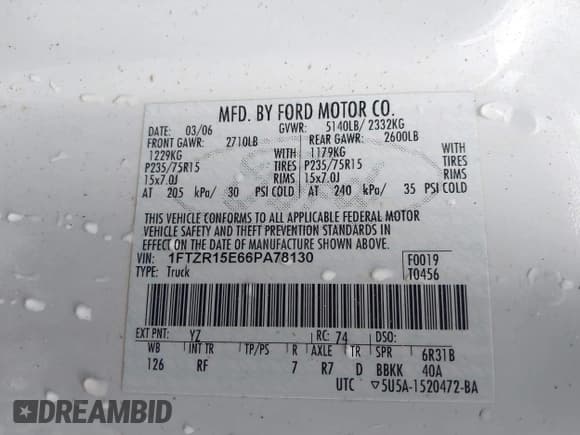 MFD. BY FORD MOTOR CO.
DATE: 03/06 GVWR: 5140LB/ 2332KG
FRONT GAWR: 2710LB REAR GAWR: 2600LB
1229KG WITH 1179KG WITH
P235/75R15 TIRES P235/75R15 TIRES
15x7.0J RIMS 15x7.0J RIMS
AT 205 kPa/ 30 PSI COLD AT 240 kPa/ 35 PSI COLD
THIS VEHICLE CONFORMS TO ALL APPLICABLE FEDERAL MOTOR
VEHICLE SAFETY AND THEFT PREVENTION STANDARDS IN
EFFECT ON THE DATE OF MANUFACTURE SHOWN ABOVE.
VIN: 1FTZR15E66PA78130 F0019
TYPE: Truck T0456
EXT PNT: YZ RC: 74 DSO:
WB INT TR TP/PS R AXLE TR SPR 6R31B
126 RF 7 R7 D BBKK 40A
UTC ▽5U5A-1520472-BA
DREAMBID